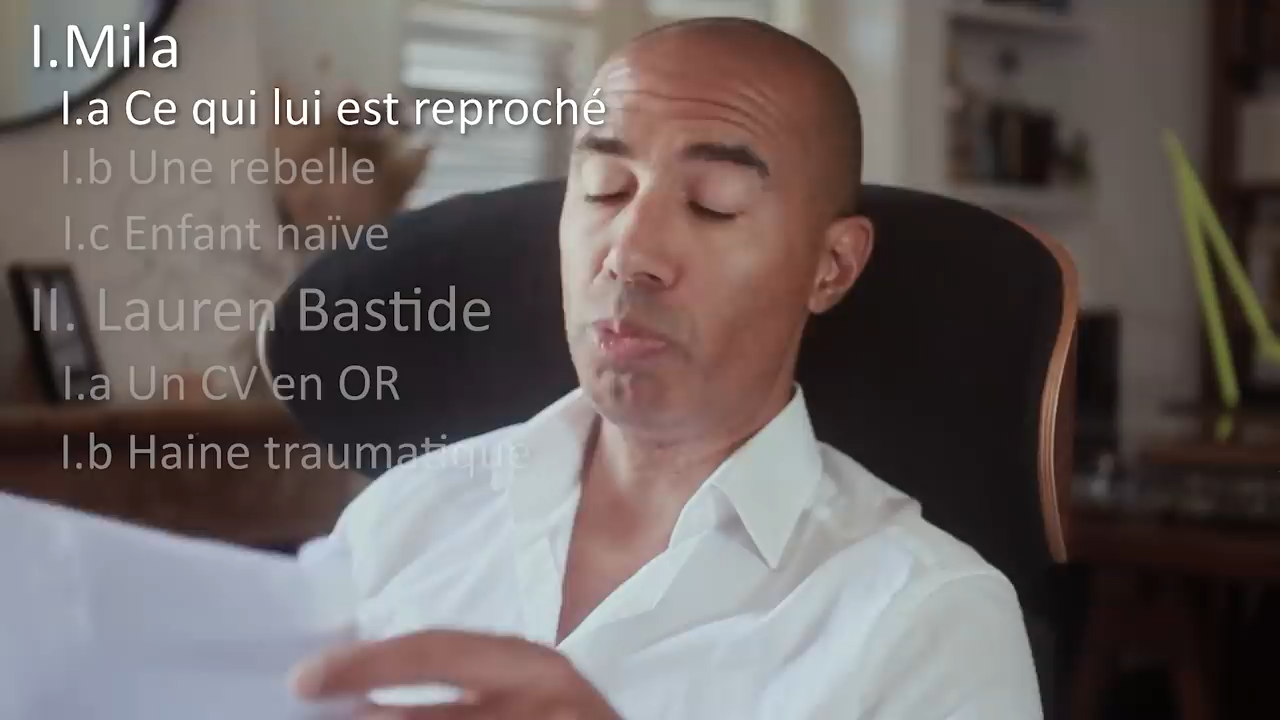 I.Mila
I.a Ce qui lui est reproché
I.b Une rebelle
I.c Enfant naïve
II. Lauren Bastide
I.a Un CV en OR
I.b Haine traumatique